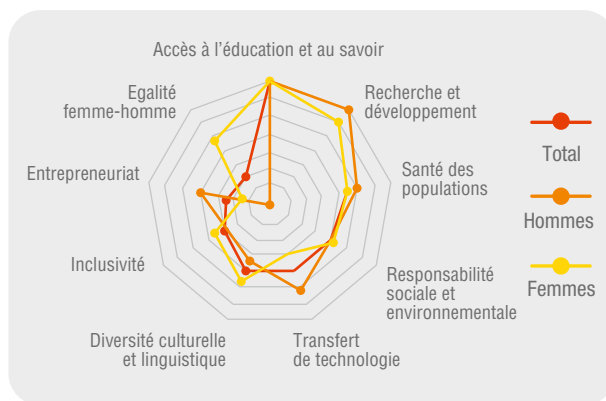 Accès à l'éducation et au savoir
Recherche et
développement
Santé des
populations
Responsabilité
sociale et
environnementale
Transfert
de technologie
Diversité culturelle
et linguistique
Inclusivité
Entrepreneuriat
Egalité
femme-homme
Total
Hommes
Femmes